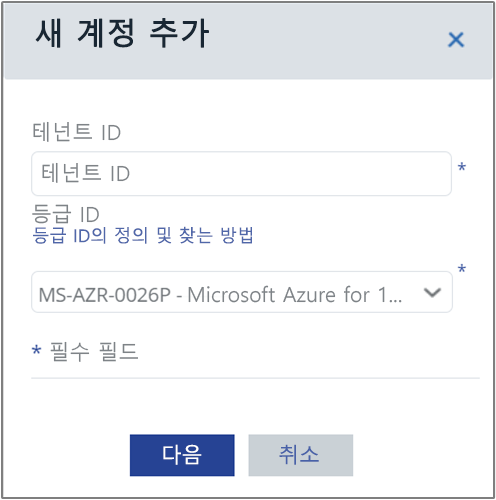 새 계정 추가
×
테넌트 ID
테넌트 ID *
등급 ID
등급 ID의 정의 및 찾는 방법
*
MS-AZR-0026P - Microsoft Azure for 1...
* 필수 필드
다음 취소